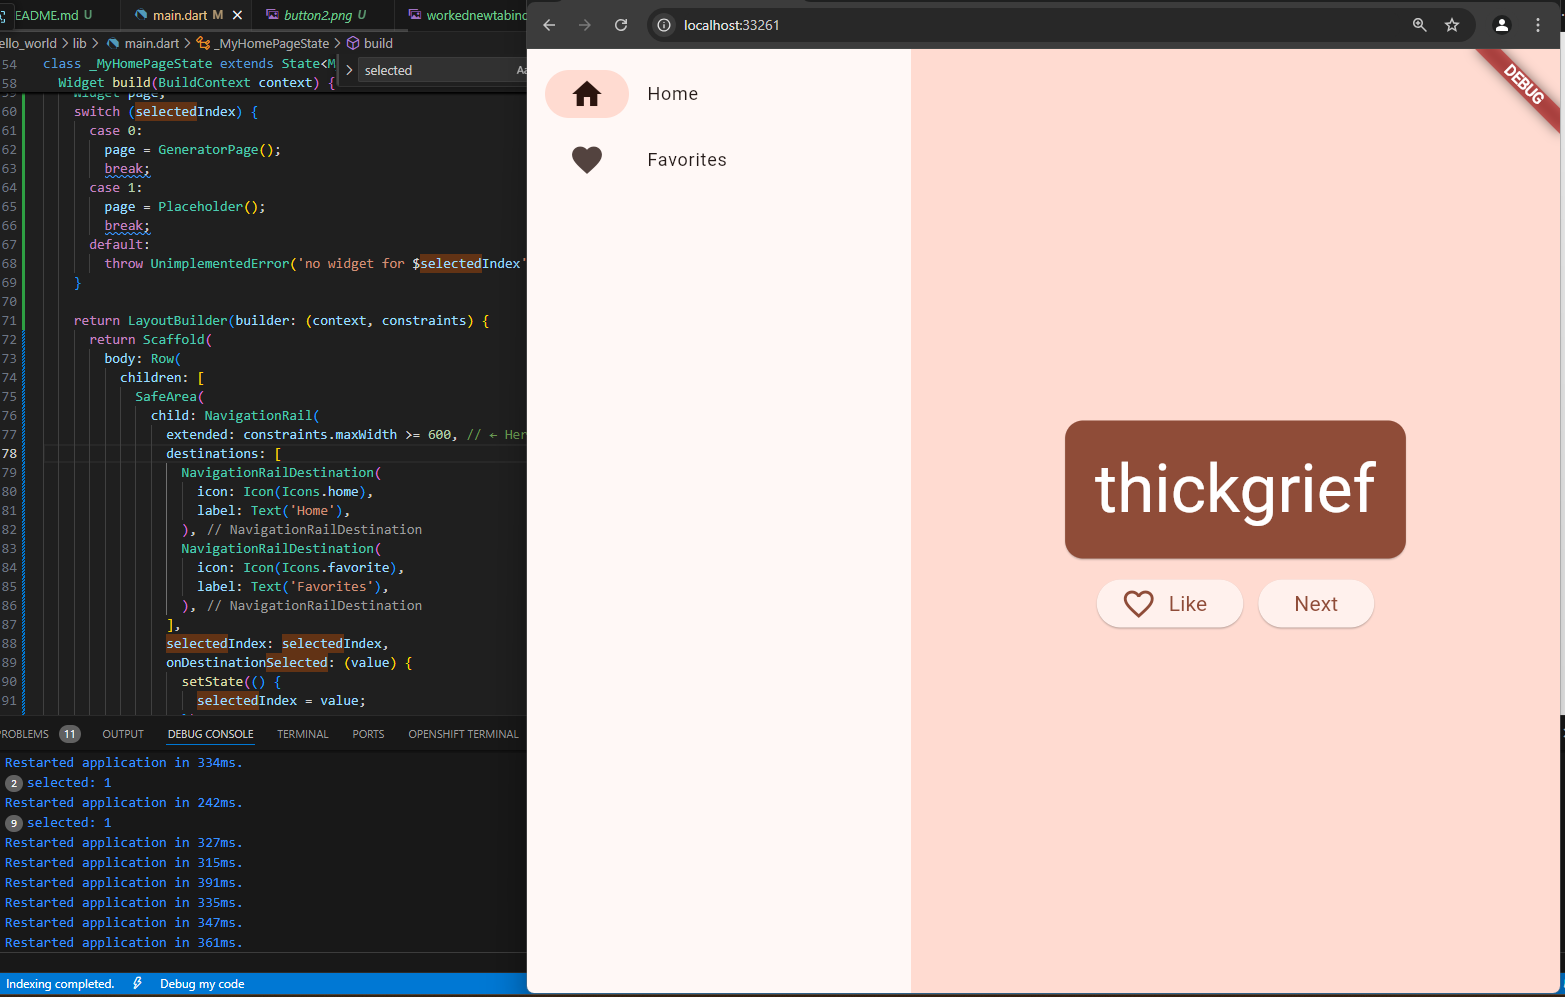 EADME.md U
main.dart M
button2.png U
workednewtabind
ello_world > lib > main.dart > _MyHomePageState > build
54 class _MyHomePageState extends State<M
58 Widget build(BuildContext context) {
selected
Aa
Widget page;
60 switch (selectedIndex) {
61 case 0:
62 page = GeneratorPage();
63 break;
64 case 1:
65 page = Placeholder();
66 break;
67 default:
68 throw UnimplementedError('no widget for $selectedIndex'
69 }
70
71 return LayoutBuilder(builder: (context, constraints) {
72 return Scaffold(
73 body: Row(
74 children: [
75 SafeArea(
76 child: NavigationRail(
77 extended: constraints.maxWidth >= 600, // ← Her
78 destinations: [
79 NavigationRailDestination(
80 icon: Icon(Icons.home),
81 label: Text('Home'),
82 ), // NavigationRailDestination
83 NavigationRailDestination(
84 icon: Icon(Icons.favorite),
85 label: Text('Favorites'),
86 ), // NavigationRailDestination
87 ],
88 selectedIndex: selectedIndex,
89 onDestinationSelected: (value) {
90 setState(() {
91 selectedIndex = value;
ROBLEMS 11 OUTPUT DEBUG CONSOLE TERMINAL PORTS OPENSHIFT TERMINAL
Restarted application in 334ms.
2 selected: 1
Restarted application in 242ms.
9 selected: 1
Restarted application in 327ms.
Restarted application in 315ms.
Restarted application in 391ms.
Restarted application in 335ms.
Restarted application in 347ms.
Restarted application in 361ms.
Indexing completed. Debug my code
localhost:33261
Home
Favorites
DEBUG
thickgrief
Like
Next